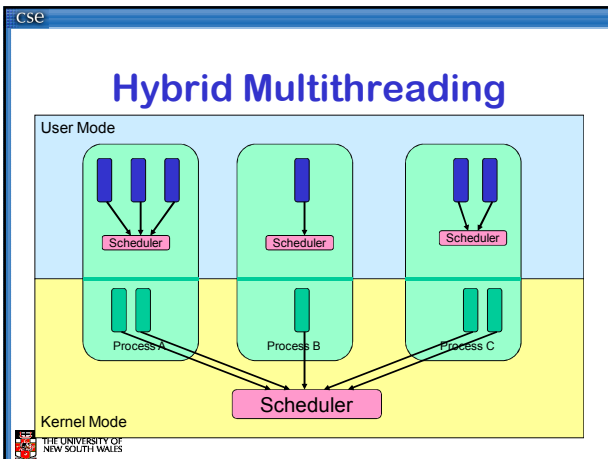 cse
Hybrid Multithreading
User Mode
Scheduler
Scheduler
Scheduler
Process A
Process B
Process C
Scheduler
Kernel Mode
THE UNIVERSITY OF
NEW SOUTH WALES